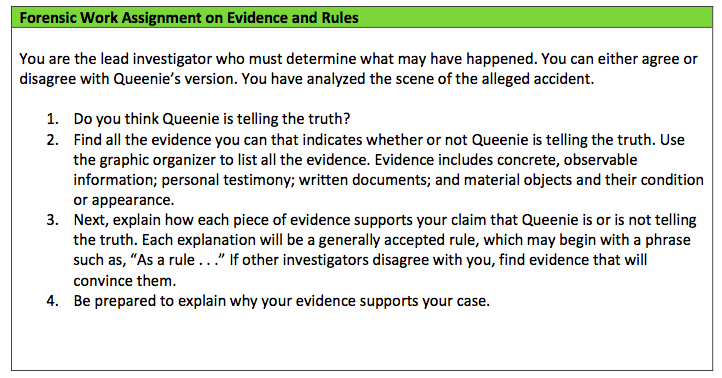 Forensic Work Assignment on Evidence and Rules
You are the lead investigator who must determine what may have happened. You can either agree or
disagree with Queenie's version. You have analyzed the scene of the alleged accident.
1. Do you think Queenie is telling the truth?
2. Find all the evidence you can that indicates whether or not Queenie is telling the truth. Use
the graphic organizer to list all the evidence. Evidence includes concrete, observable
information; personal testimony; written documents; and material objects and their condition
or appearance.
3. Next, explain how each piece of evidence supports your claim that Queenie is or is not telling
the truth. Each explanation will be a generally accepted rule, which may begin with a phrase
such as, “As a rule . . .” If other investigators disagree with you, find evidence that will
convince them.
4. Be prepared to explain why your evidence supports your case.